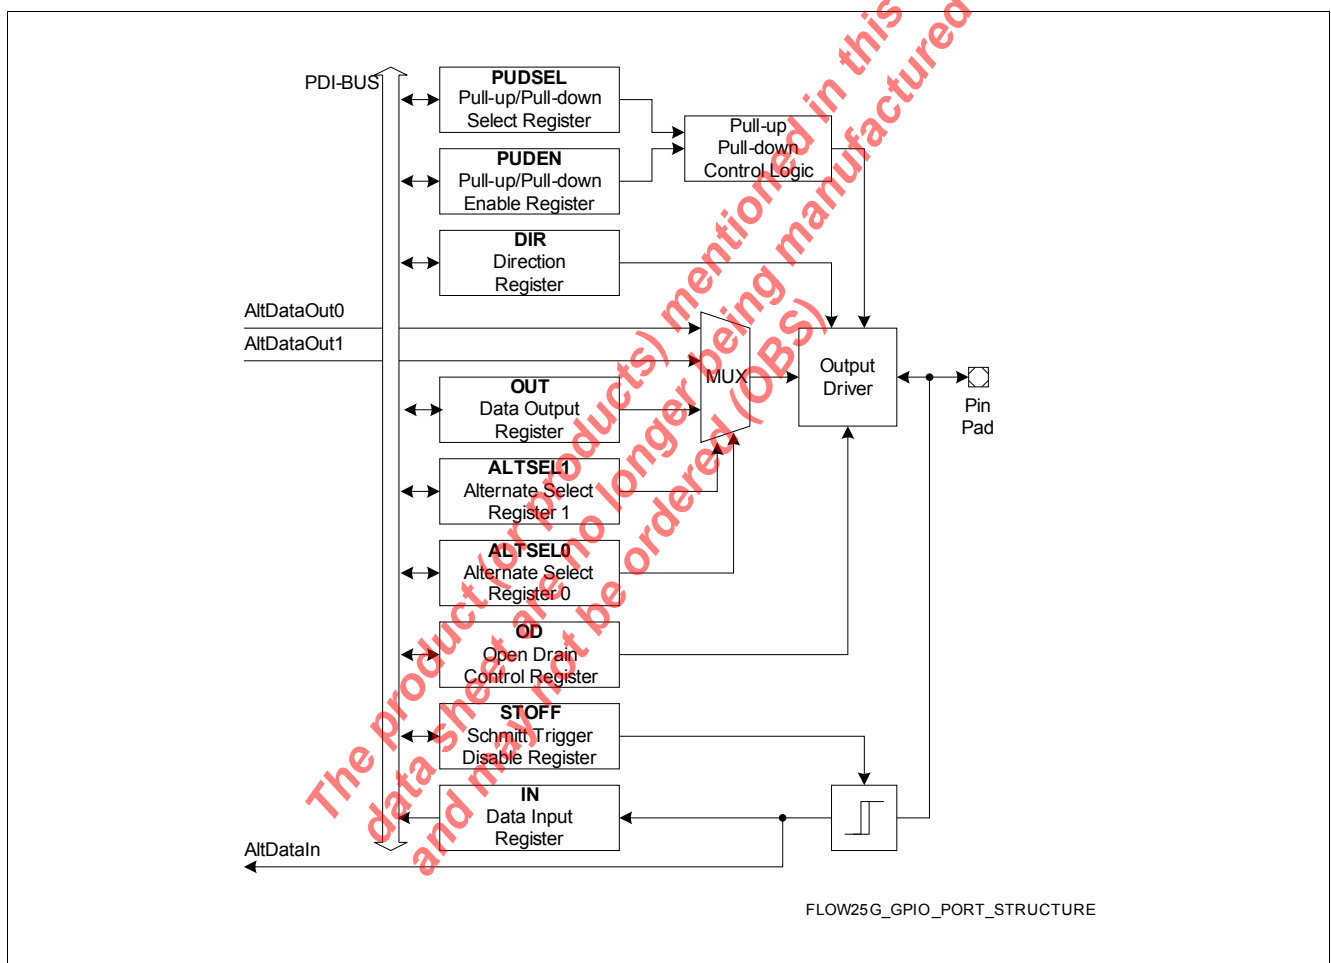 PDI-BUS
PUDSEL
Pull-up/Pull-down
Select Register
Pull-up
Pull-down
Control Logic
PUDEN
Pull-up/Pull-down
Enable Register
DIR
Direction
Register
AltDataOut0
AltDataOut1
MUX
Output
Driver
Pin
Pad
OUT
Data Output
Register
ALTSEL1
Alternate Select
Register 1
ALTSEL0
Alternate Select
Register 0
OD
Open Drain
Control Register
STOFF
Schmitt Trigger
Disable Register
IN
Data Input
Register
AltDataIn
FLOW25G_GPIO_PORT_STRUCTURE
The product (or products) mentioned in this
data sheet are no longer being manufactured
and may not be ordered (OBS)